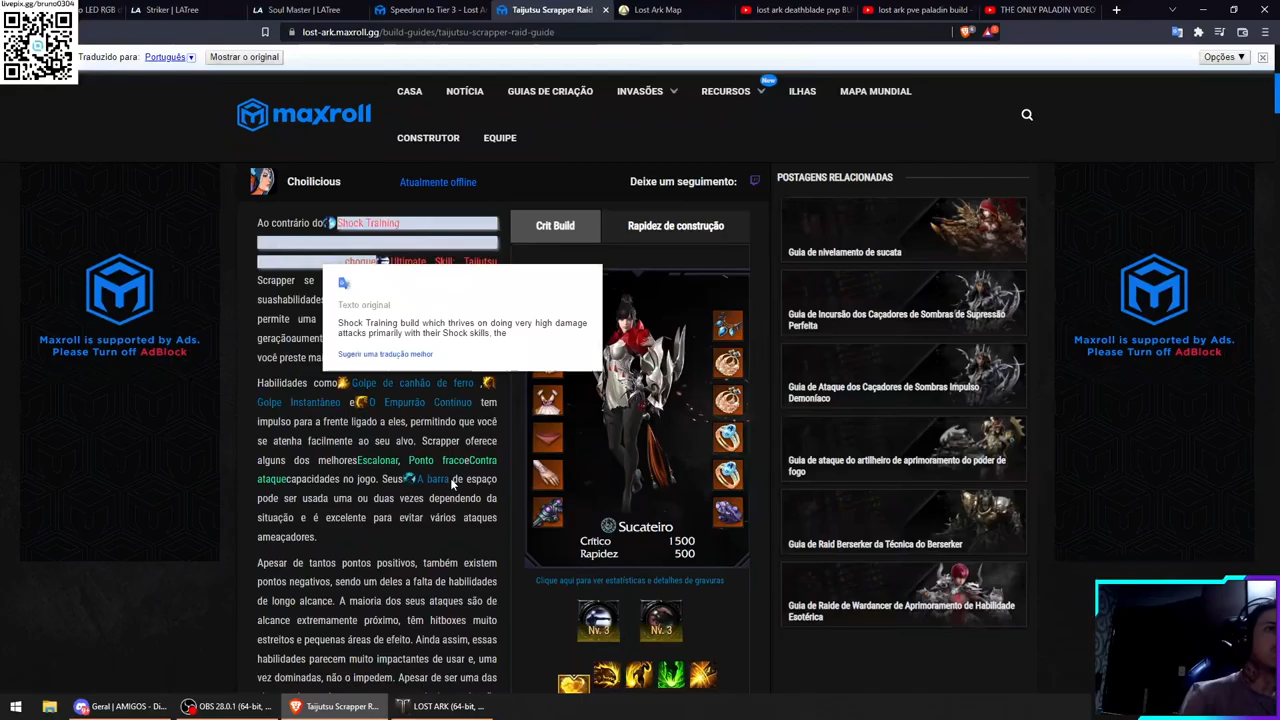 livepix.gg/bruno0304
o LED RGB c
Striker | LATree
Soul Master | LATree
Speedrun to Tier 3 - Lost A
Taijutsu Scrapper Raid
Lost Ark Map
lost ark deathblade pvp BU
lost ark pve paladin build -
THE ONLY PALADIN VIDEO
lost-ark.maxroll.gg/build-guides/taijutsu-scrapper-raid-guide
Traduzido para: Português
Mostrar o original
Opções ▼
maxroll
CASA
NOTÍCIA
GUIAS DE CRIAÇÃO
INVASÕES
RECURSOS
New
ILHAS
MAPA MUNDIAL
CONSTRUTOR
EQUIPE
Choilicious
Atualmente offline
Deixe um seguimento:
Ao contrário do Shock Training
choque Ultimate Skill: Taijutsu
Scrapper se
suashabilidades
permite uma
geraçãoaument
você preste ma
Texto original
Shock Training build which thrives on doing very high damage
attacks primarily with their Shock skills, the
Sugerir uma tradução melhor
Habilidades como Golpe de canhão de ferro ,
Golpe Instantâneo e O Empurrão Contínuo tem
impulso para a frente ligado a eles, permitindo que você
se atenha facilmente ao seu alvo. Scrapper oferece
alguns dos melhoresEscalonar, Ponto fracoeContra
ataquecapacidades no jogo. Seus A barra de espaço
pode ser usada uma ou duas vezes dependendo da
situação e é excelente para evitar vários ataques
ameaçadores.
Apesar de tantos pontos positivos, também existem
pontos negativos, sendo um deles a falta de habilidades
de longo alcance. A maioria dos seus ataques são de
alcance extremamente próximo, têm hitboxes muito
estreitos e pequenas áreas de efeito. Ainda assim, essas
habilidades parecem muito impactantes de usar e, uma
vez dominadas, não o impedem. Apesar de ser uma das
Crit Build
Rapidez de construção
Sucateiro
Crítico 1500
Rapidez 500
Clique aqui para ver estatísticas e detalhes de gravuras
Nv. 3
Nv. 3
POSTAGENS RELACIONADAS
Guia de nivelamento de sucata
Guia de Incursão dos Caçadores de Sombras de Supressão
Perfeita
Guia de Ataque dos Caçadores de Sombras Impulso
Demoníaco
Guia de ataque do artilheiro de aprimoramento do poder de
fogo
Guia de Raid Berserker da Técnica do Berserker
Guia de Raide de Wardancer de Aprimoramento de Habilidade
Esotérica
Maxroll is supported by Ads.
Please Turn off AdBlock
Maxroll is supported by Ads.
Please Turn off AdBlock
Geral | AMIGOS - Di...
OBS 28.0.1 (64-bit, ...
Taijutsu Scrapper R...
LOST ARK (64-bit, ...